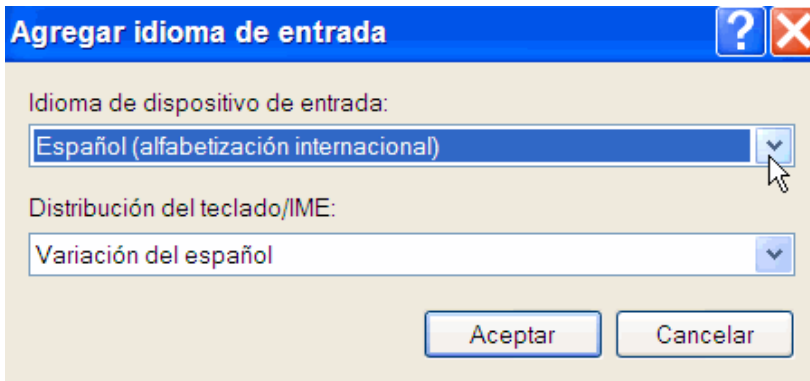 Agregar idioma de entrada
Idioma de dispositivo de entrada:
Español (alfabetización internacional)
Distribución del teclado/IME:
Variación del español
Aceptar Cancelar